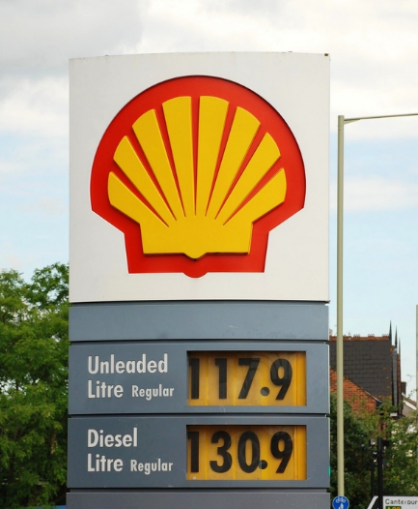 Unleaded
Litre Regular
117.9
Diesel
Litre Regular
130.9